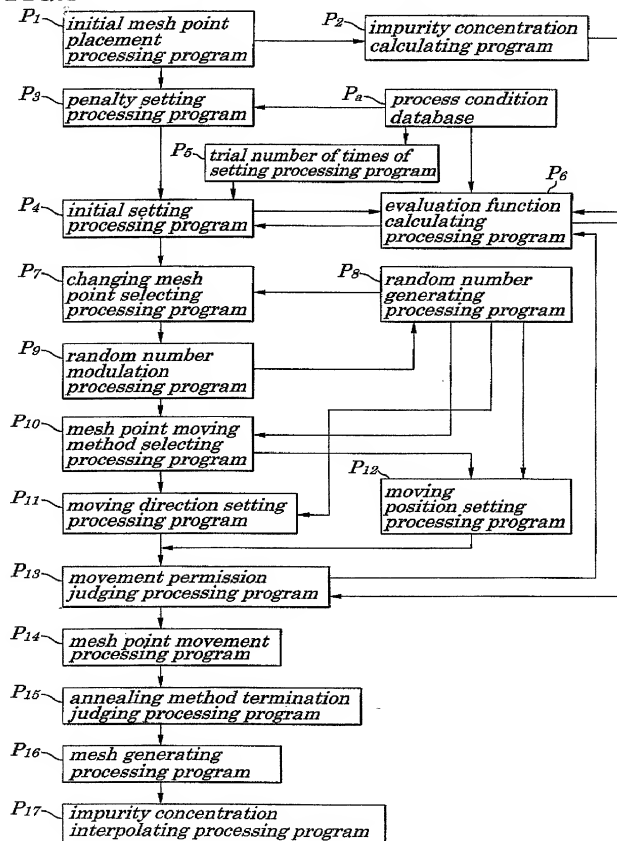 P1
initial mesh point
placement
processing program
P2
impurity concentration
calculating program
P3
penalty setting
processing program
Pa
process condition
database
P5
trial number of times of
setting processing program
P4
initial setting
processing program
P6
evaluation function
calculating
processing program
P7
changing mesh
point selecting
processing program
P8
random number
generating
processing program
P9
random number
modulation
processing program
P10
mesh point moving
method selecting
processing program
P11
moving direction setting
processing program
P12
moving
position setting
processing program
P13
movement permission
judging processing program
P14
mesh point movement
processing program
P15
annealing method termination
judging processing program
P16
mesh generating
processing program
P17
impurity concentration
interpolating processing program